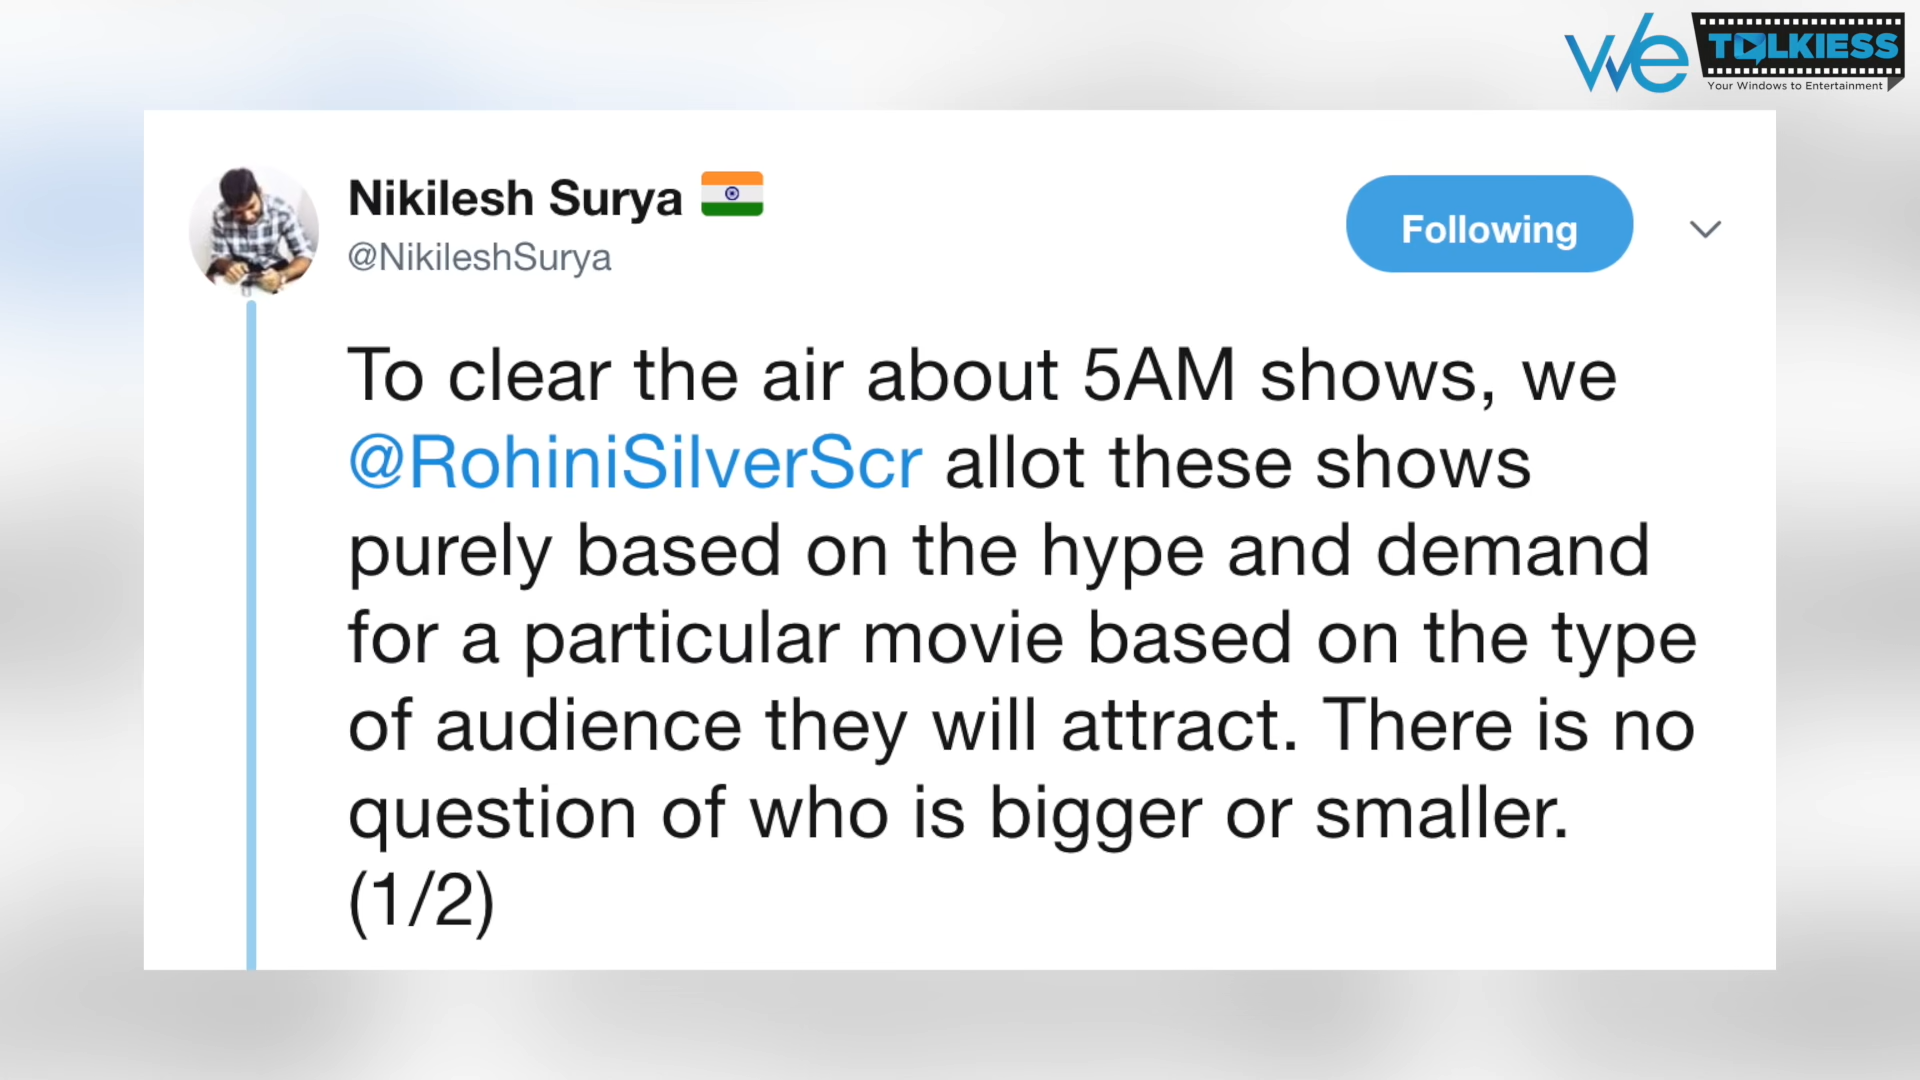 we TALKIESS
Your Windows to Entertainment
Nikilesh Surya
@NikileshSurya
Following
To clear the air about 5AM shows, we
@RohiniSilverScr allot these shows
purely based on the hype and demand
for a particular movie based on the type
of audience they will attract. There is no
question of who is bigger or smaller.
(1/2)